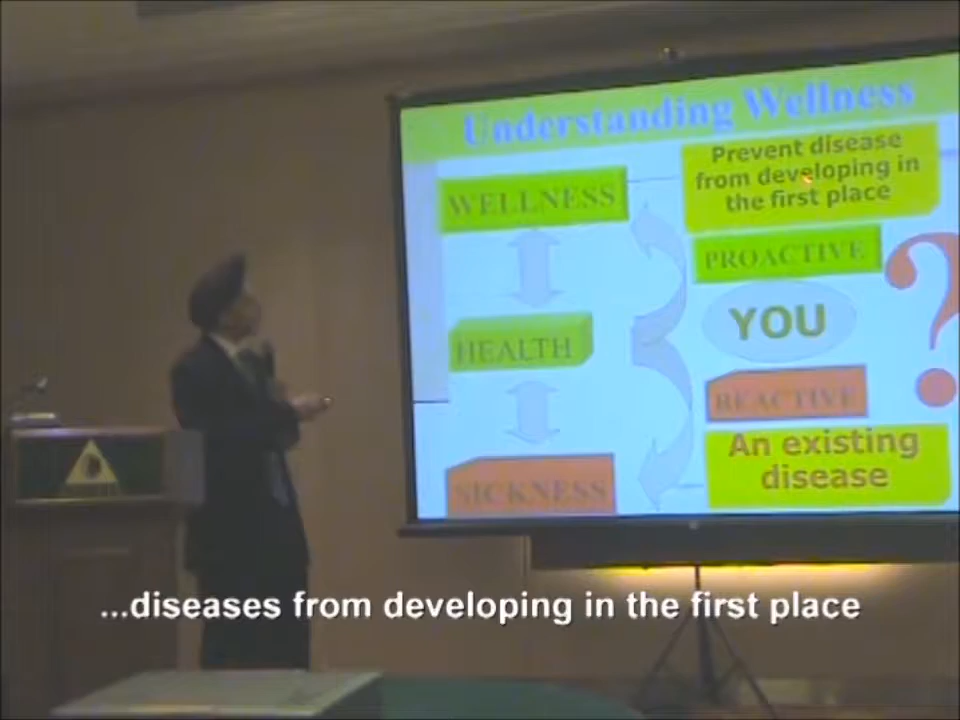 Understanding Wellness
WELLNESS
Prevent disease
from developing in
the first place
PROACTIVE
YOU
HEALTH
REACTIVE
An existing
disease
SICKNESS
?
...diseases from developing in the first place